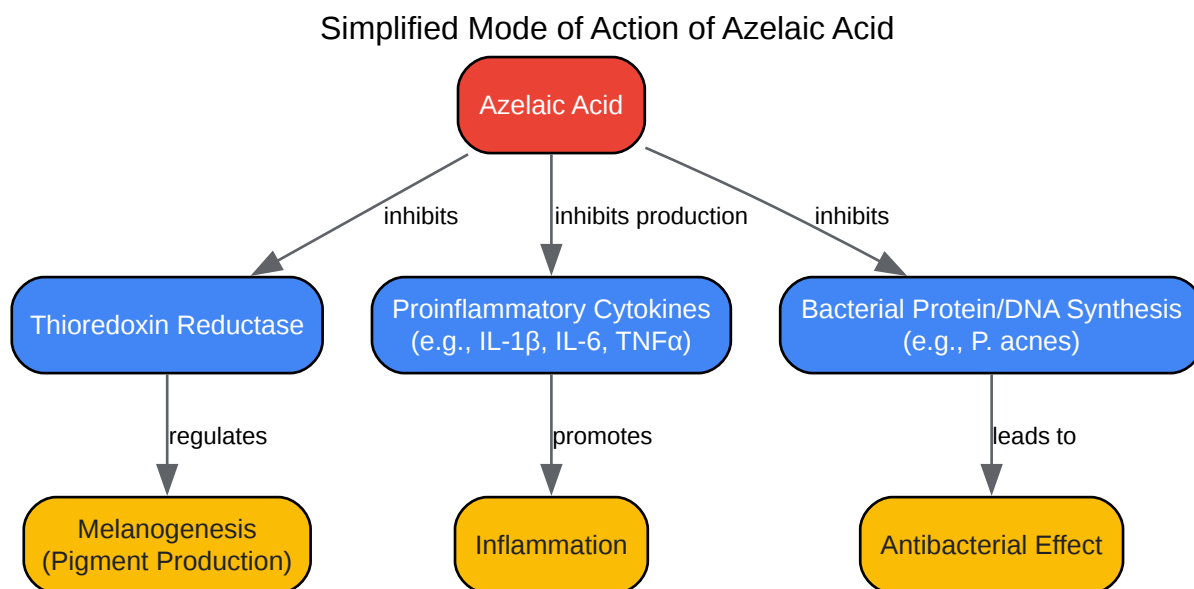 Simplified Mode of Action of Azelaic Acid
Azelaic Acid
inhibits
inhibits production
inhibits
Thioredoxin Reductase
Proinflammatory Cytokines
(e.g., IL-1β, IL-6, TNFα)
Bacterial Protein/DNA Synthesis
(e.g., P. acnes)
regulates
promotes
leads to
Melanogenesis
(Pigment Production)
Inflammation
Antibacterial Effect